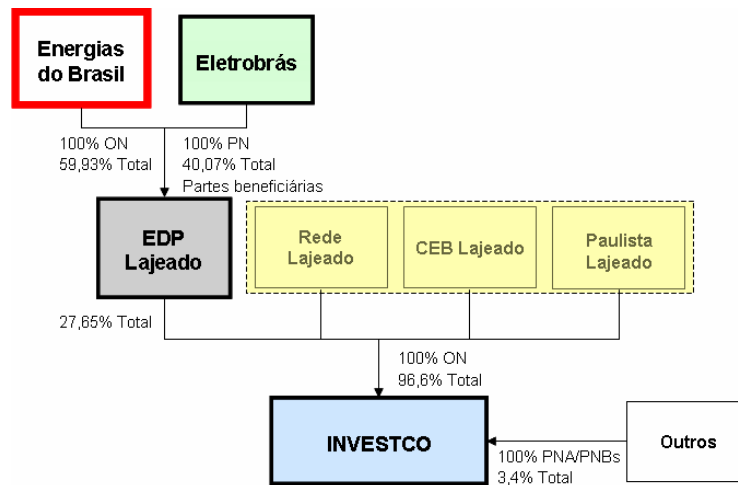 Energias
do Brasil
Eletrobrás
100% ON
59,93% Total
100% PN
40,07% Total
Partes beneficiárias
EDP
Lajeado
Rede
Lajeado
CEB Lajeado
Paulista
Lajeado
27,65% Total
100% ON
96,6% Total
INVESTCO
100% PNA/PNBs
3,4% Total
Outros